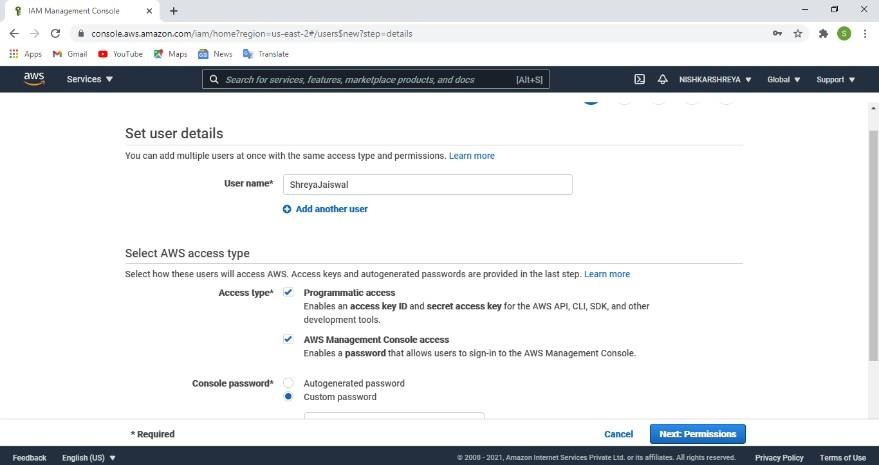 IAM Management Console
console.aws.amazon.com/iam/home?region=us-east-2#/users$new?step=details
Apps Gmail YouTube Maps News Translate
aws Services Search for services, features, marketplace products, and docs [Alt+S] NISHKARSHREYA Global Support
Set user details
You can add multiple users at once with the same access type and permissions. Learn more
User name* ShreyaJaiswal
Add another user
Select AWS access type
Select how these users will access AWS. Access keys and autogenerated passwords are provided in the last step. Learn more
Access type* Programmatic access
Enables an access key ID and secret access key for the AWS API, CLI, SDK, and other
development tools.
AWS Management Console access
Enables a password that allows users to sign-in to the AWS Management Console.
Console password* Autogenerated password
Custom password
* Required Cancel Next: Permissions
Feedback English (US) © 2008 - 2021, Amazon Internet Services Private Ltd. or its affiliates. All rights reserved. Privacy Policy Terms of Use